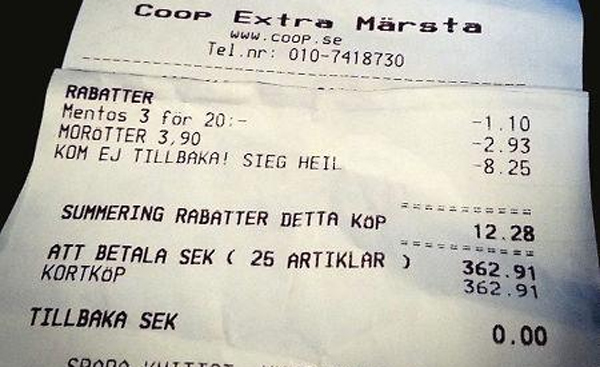 Coop Extra Märsta
www.coop.se
Tel.nr: 010-7418730
RABATTER
Mentos 3 för 20:- -1.10
MORöTTER 3,90 -2.93
KOM EJ TILLBAKA! SIEG HEIL -8.25
SUMMERING RABATTER DETTA KöP 12.28
ATT BETALA SEK ( 25 ARTIKLAR ) 362.91
KORTKöP 362.91
TILLBAKA SEK 0.00